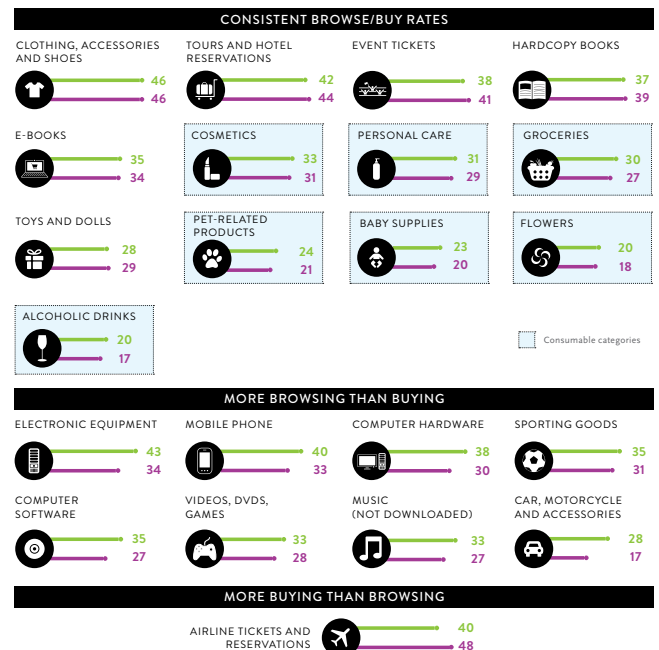 CONSISTENT BROWSE/BUY RATES
CLOTHING, ACCESSORIES
AND SHOES
46
46
TOURS AND HOTEL
RESERVATIONS
42
44
EVENT TICKETS
38
41
HARDCOPY BOOKS
37
39
E-BOOKS
35
34
COSMETICS
33
31
PERSONAL CARE
31
29
GROCERIES
30
27
TOYS AND DOLLS
28
29
PET-RELATED
PRODUCTS
24
21
BABY SUPPLIES
23
20
FLOWERS
20
18
ALCOHOLIC DRINKS
20
17
Consumable categories
MORE BROWSING THAN BUYING
ELECTRONIC EQUIPMENT
43
34
MOBILE PHONE
40
33
COMPUTER HARDWARE
38
30
SPORTING GOODS
35
31
COMPUTER
SOFTWARE
35
27
VIDEOS, DVDS,
GAMES
33
28
MUSIC
(NOT DOWNLOADED)
33
27
CAR, MOTORCYCLE
AND ACCESSORIES
28
17
MORE BUYING THAN BROWSING
AIRLINE TICKETS AND
RESERVATIONS
40
48